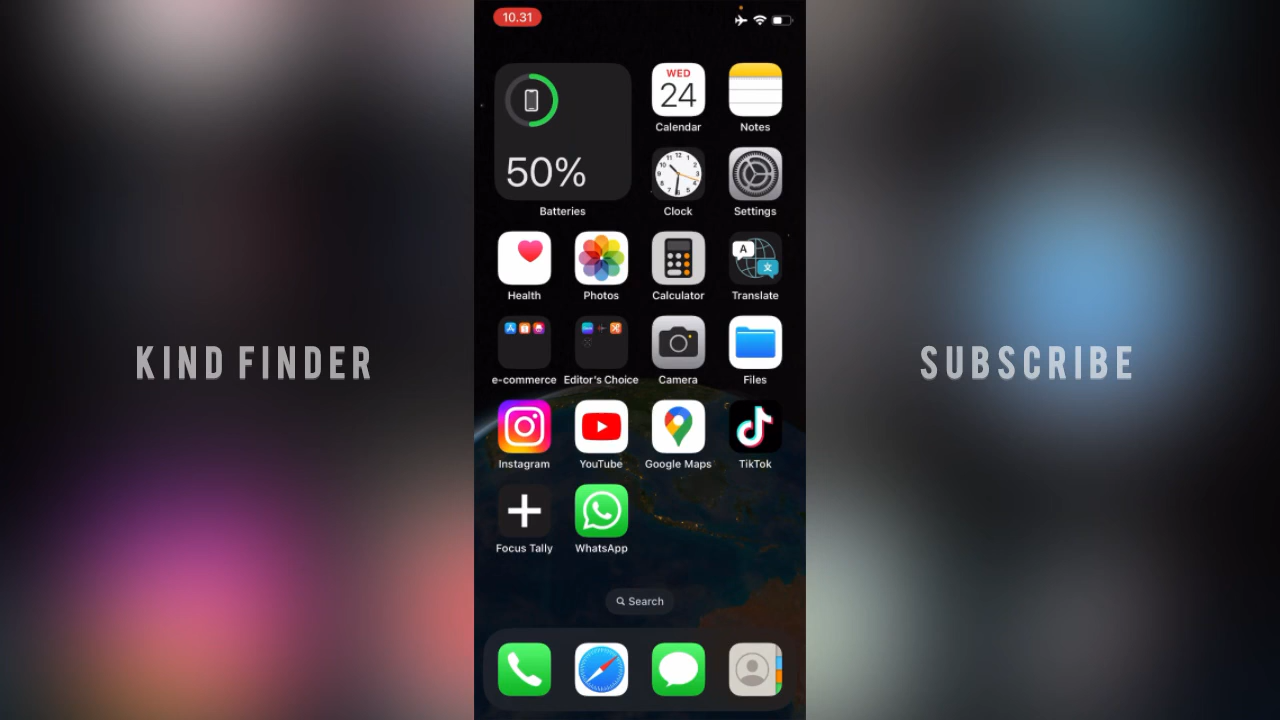 10.31
WED
24
Calendar
Notes
50%
Batteries
Clock
Settings
Health
Photos
Calculator
A
文
Translate
KIND FINDER
SUBSCRIBE
e-commerce
Editor's Choice
Camera
Files
Instagram
YouTube
Google Maps
TikTok
Focus Tally
WhatsApp
Search